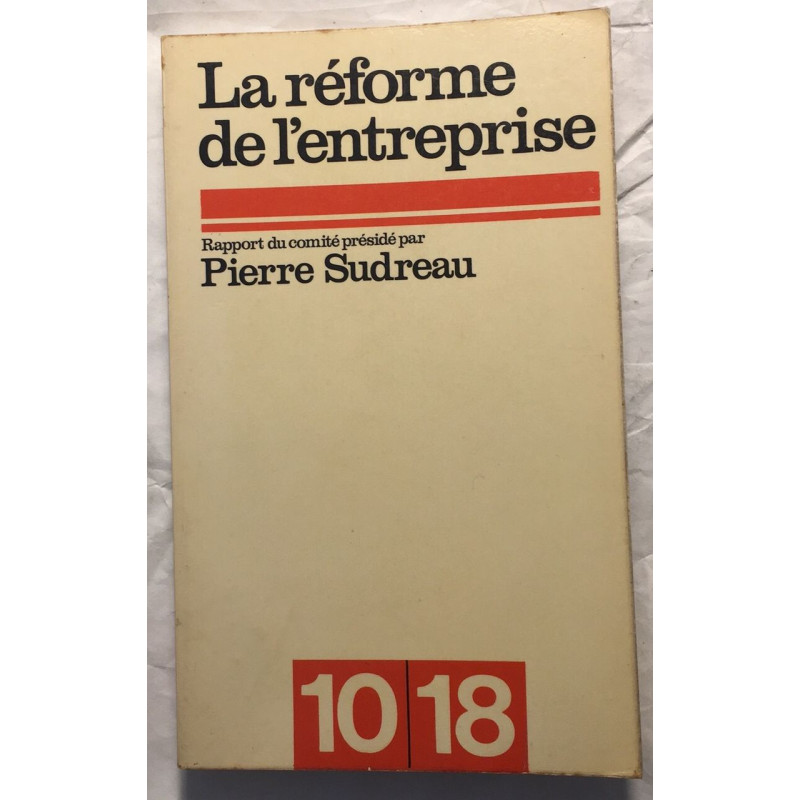 La réforme
de l'entreprise
Rapport du comité présidé par
Pierre Sudreau
10 18